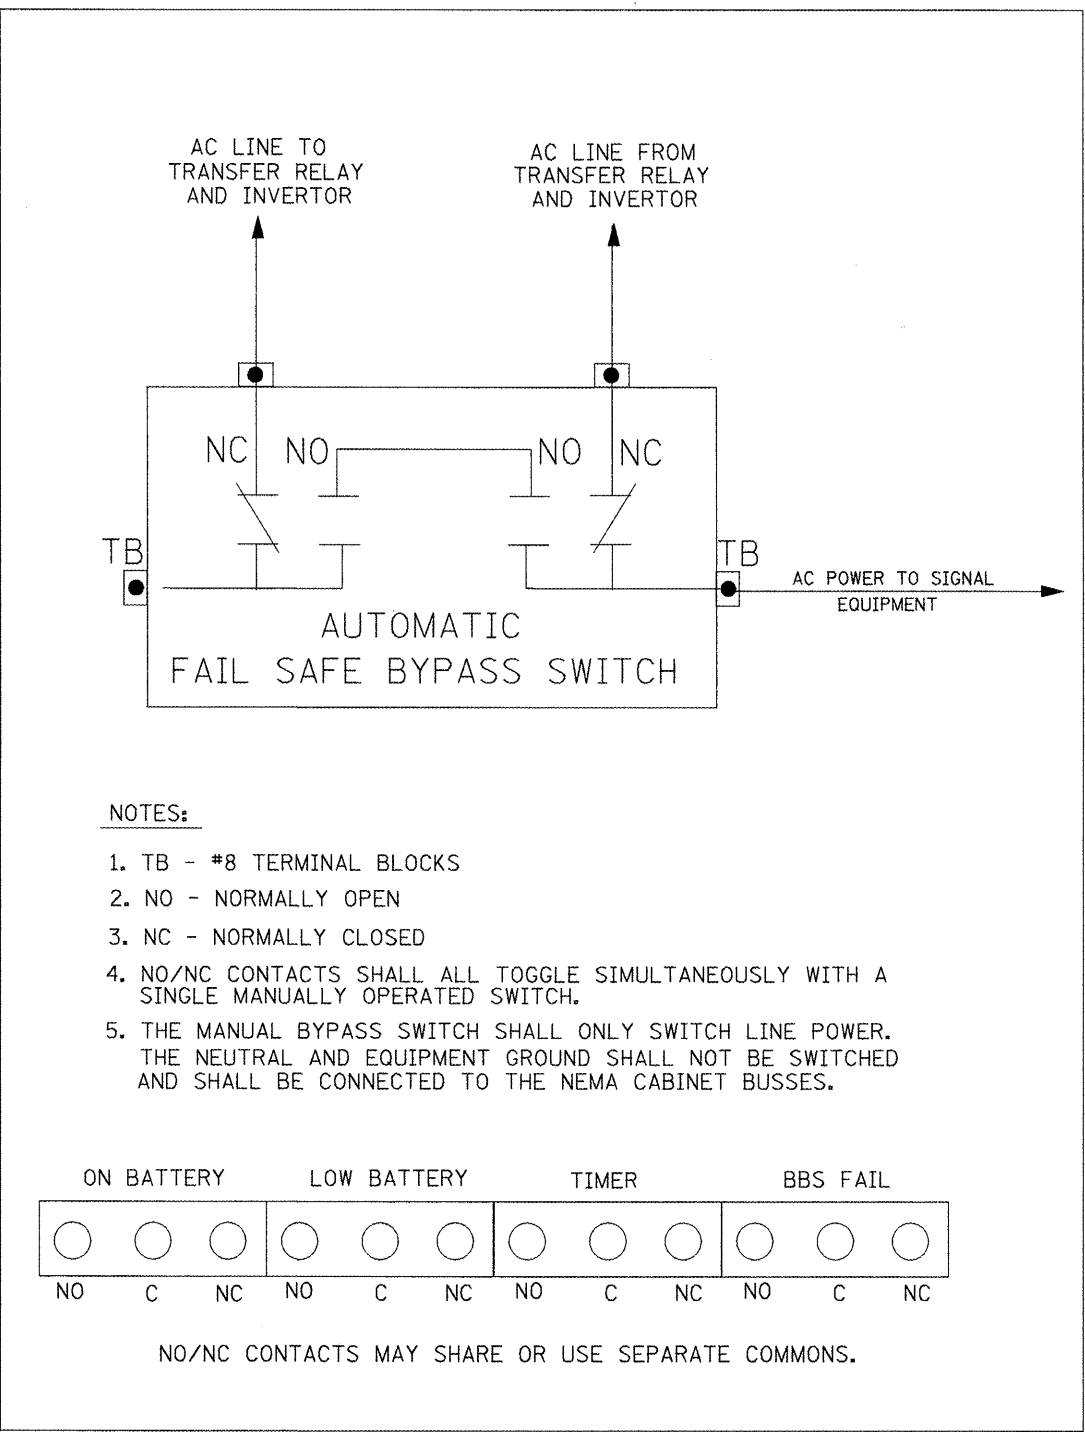 AC LINE TO
TRANSFER RELAY
AND INVERTOR
AC LINE FROM
TRANSFER RELAY
AND INVERTOR
NC NO NO NC
TB TB
AC POWER TO SIGNAL
EQUIPMENT
AUTOMATIC
FAIL SAFE BYPASS SWITCH
NOTES:
1. TB - #8 TERMINAL BLOCKS
2. NO - NORMALLY OPEN
3. NC - NORMALLY CLOSED
4. NO/NC CONTACTS SHALL ALL TOGGLE SIMULTANEOUSLY WITH A
SINGLE MANUALLY OPERATED SWITCH.
5. THE MANUAL BYPASS SWITCH SHALL ONLY SWITCH LINE POWER.
THE NEUTRAL AND EQUIPMENT GROUND SHALL NOT BE SWITCHED
AND SHALL BE CONNECTED TO THE NEMA CABINET BUSSES.
ON BATTERY LOW BATTERY TIMER BBS FAIL
NO C NC NO C NC NO C NC NO C NC
NO/NC CONTACTS MAY SHARE OR USE SEPARATE COMMONS.